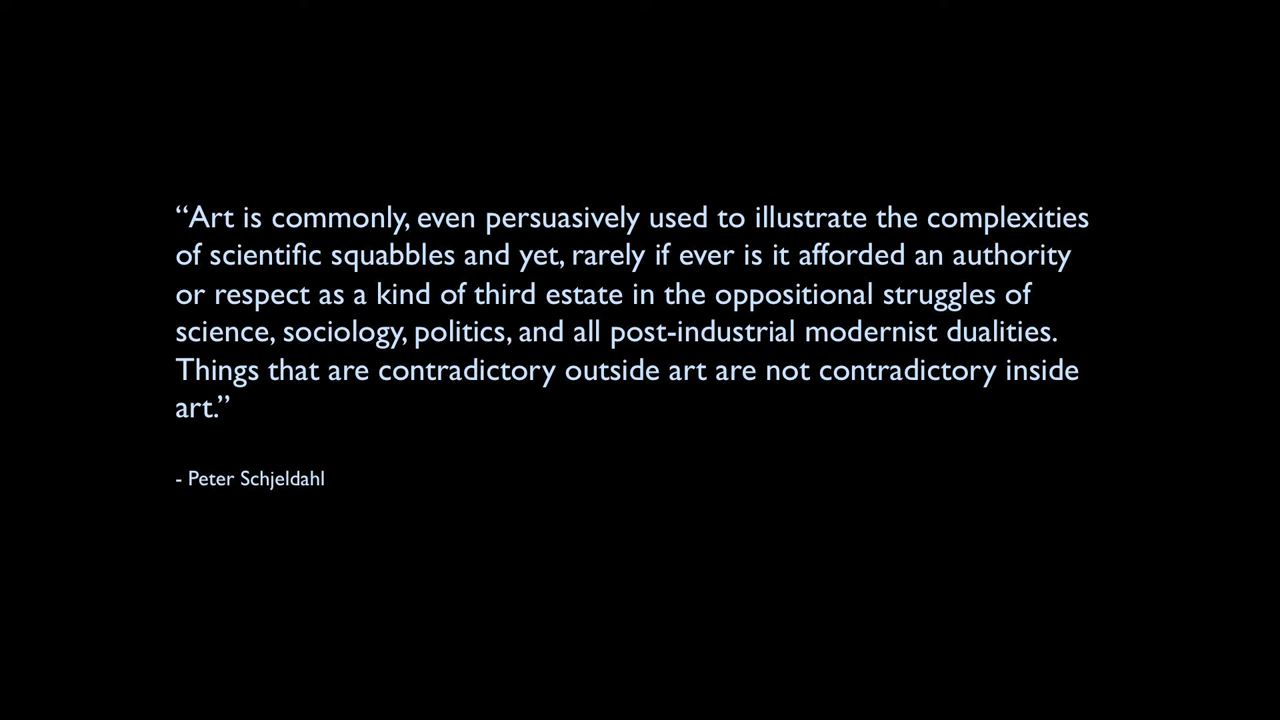 “Art is commonly, even persuasively used to illustrate the complexities
of scientific squabbles and yet, rarely if ever is it afforded an authority
or respect as a kind of third estate in the oppositional struggles of
science, sociology, politics, and all post-industrial modernist dualities.
Things that are contradictory outside art are not contradictory inside
art.”
- Peter Schjeldahl